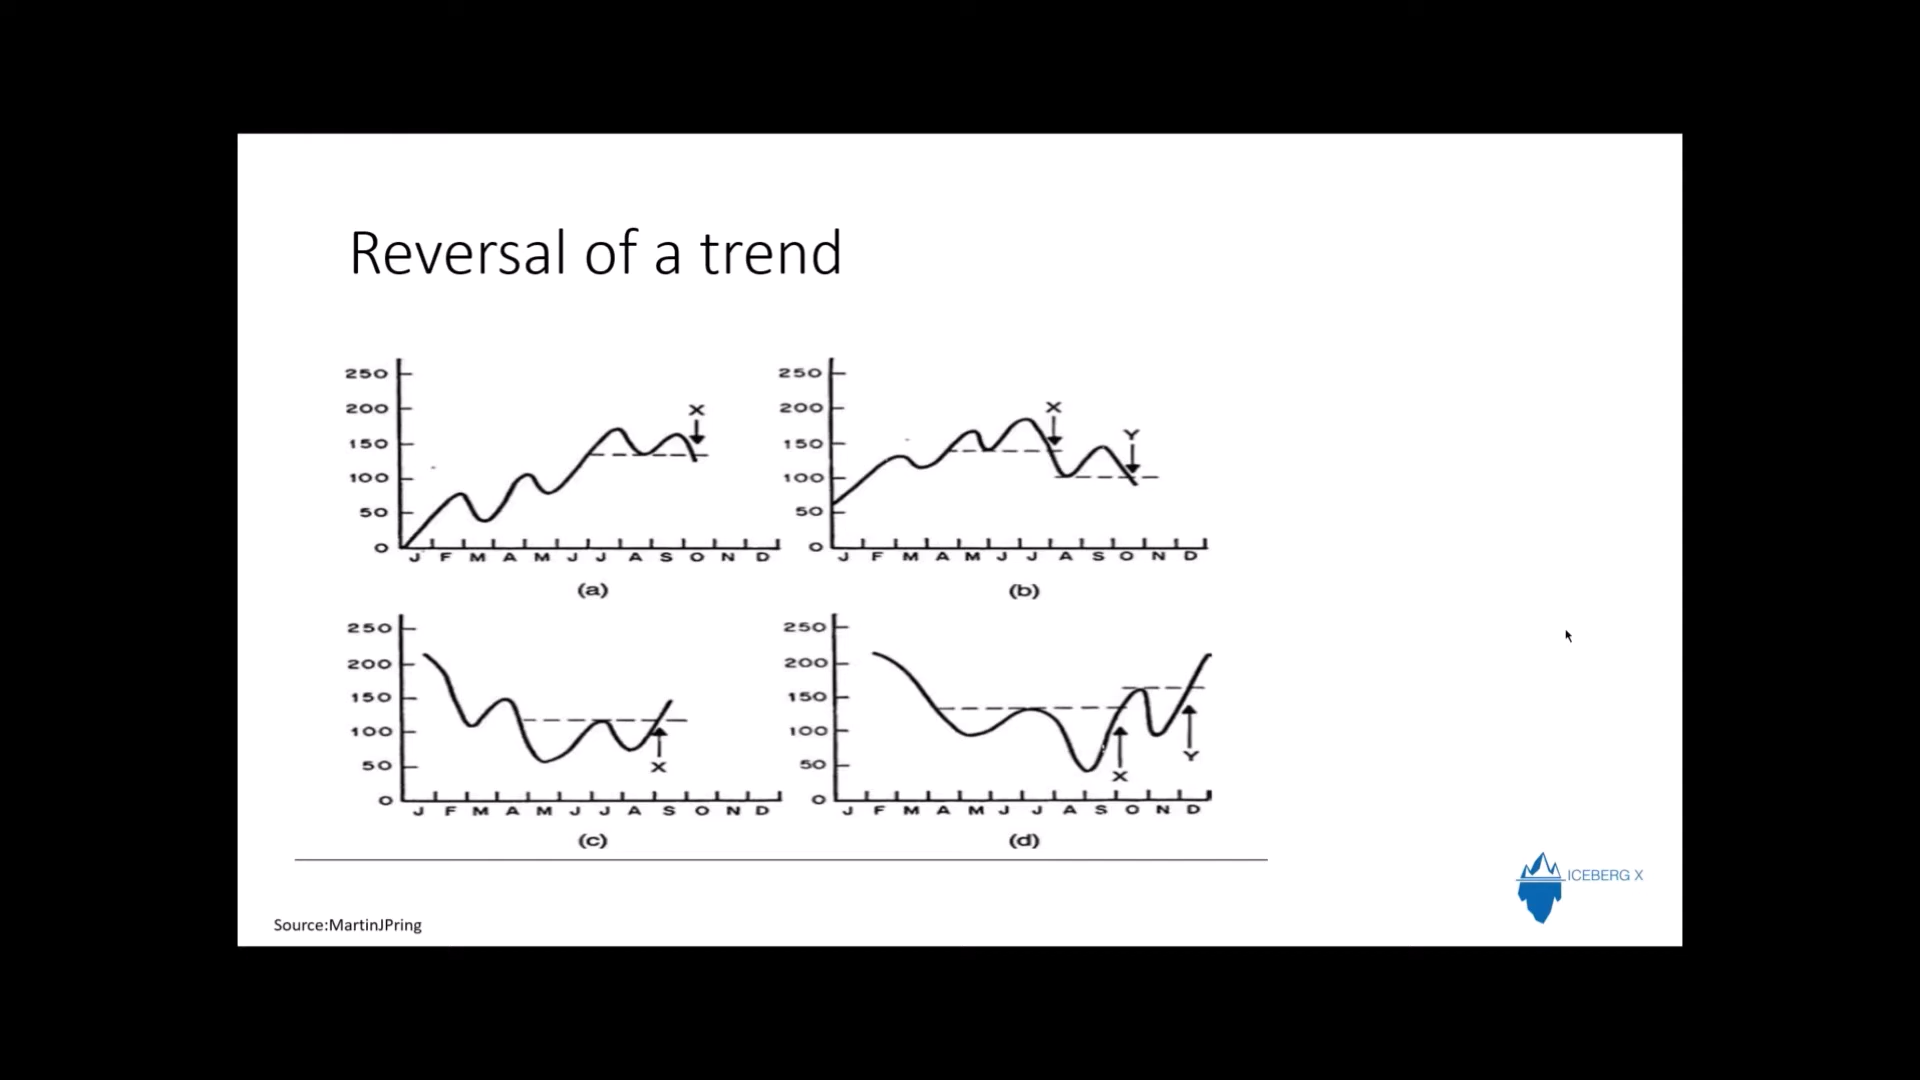 Reversal of a trend
250
200
150
100
50
0
X
J F M A M J J A S O N D
(a)
250
200
150
100
50
0
X
Y
J F M A M J J A S O N D
(b)
250
200
150
100
50
0
X
J F M A M J J A S O N D
(c)
250
200
150
100
50
0
X
Y
J F M A M J J A S O N D
(d)
ICEBERG X
Source:MartinJPring